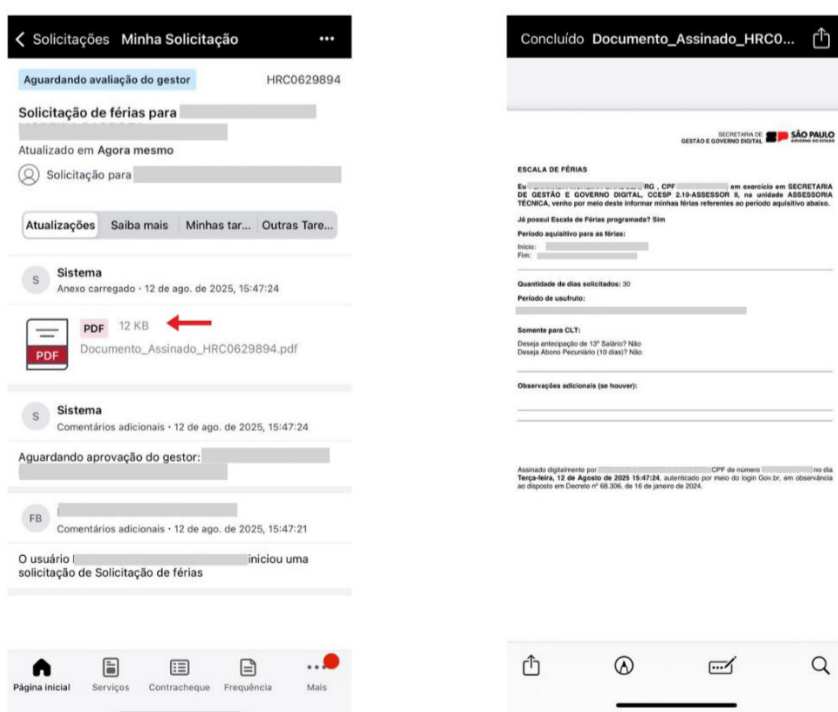 Solicitações Minha Solicitação
Aguardando avaliação do gestor HRC0629894
Solicitação de férias para
Atualizado em Agora mesmo
Solicitação para
Atualizações Saiba mais Minhas tar... Outras Tare...
S Sistema
Anexo carregado • 12 de ago. de 2025, 15:47:24
PDF 12 KB
PDF Documento_Assinado_HRC0629894.pdf
S Sistema
Comentários adicionais • 12 de ago. de 2025, 15:47:24
Aguardando aprovação do gestor:
FB
Comentários adicionais • 12 de ago. de 2025, 15:47:21
O usuário iniciou uma
solicitação de Solicitação de férias
Página inicial Serviços Contracheque Frequência Mais
Concluído Documento_Assinado_HRC0...
SECRETARIA DE
GESTÃO E GOVERNO DIGITAL
SÃO PAULO
GOVERNO DO ESTADO
ESCALA DE FÉRIAS
Eu RG , CPF em exercício em SECRETARIA
DE GESTÃO E GOVERNO DIGITAL, CCESP 2.10-ASSESSOR II, na unidade ASSESSORIA
TÉCNICA, venho por meio deste informar minhas férias referentes ao período aquisitivo abaixo.
Já possui Escala de Férias programada? Sim
Período aquisitivo para as férias:
Início:
Fim:
Quantidade de dias solicitados: 30
Período de usufruto:
Somente para CLT:
Deseja antecipação de 13º Salário? Não
Deseja Abono Pecuniário (10 dias)? Não
Observações adicionais (se houver):
Assinado digitalmente por CPF de número no dia
Terça-feira, 12 de Agosto de 2025 15:47:24, autenticado por meio do login Gov.br, em observância
ao disposto em Decreto nº 68.306, de 16 de janeiro de 2024.